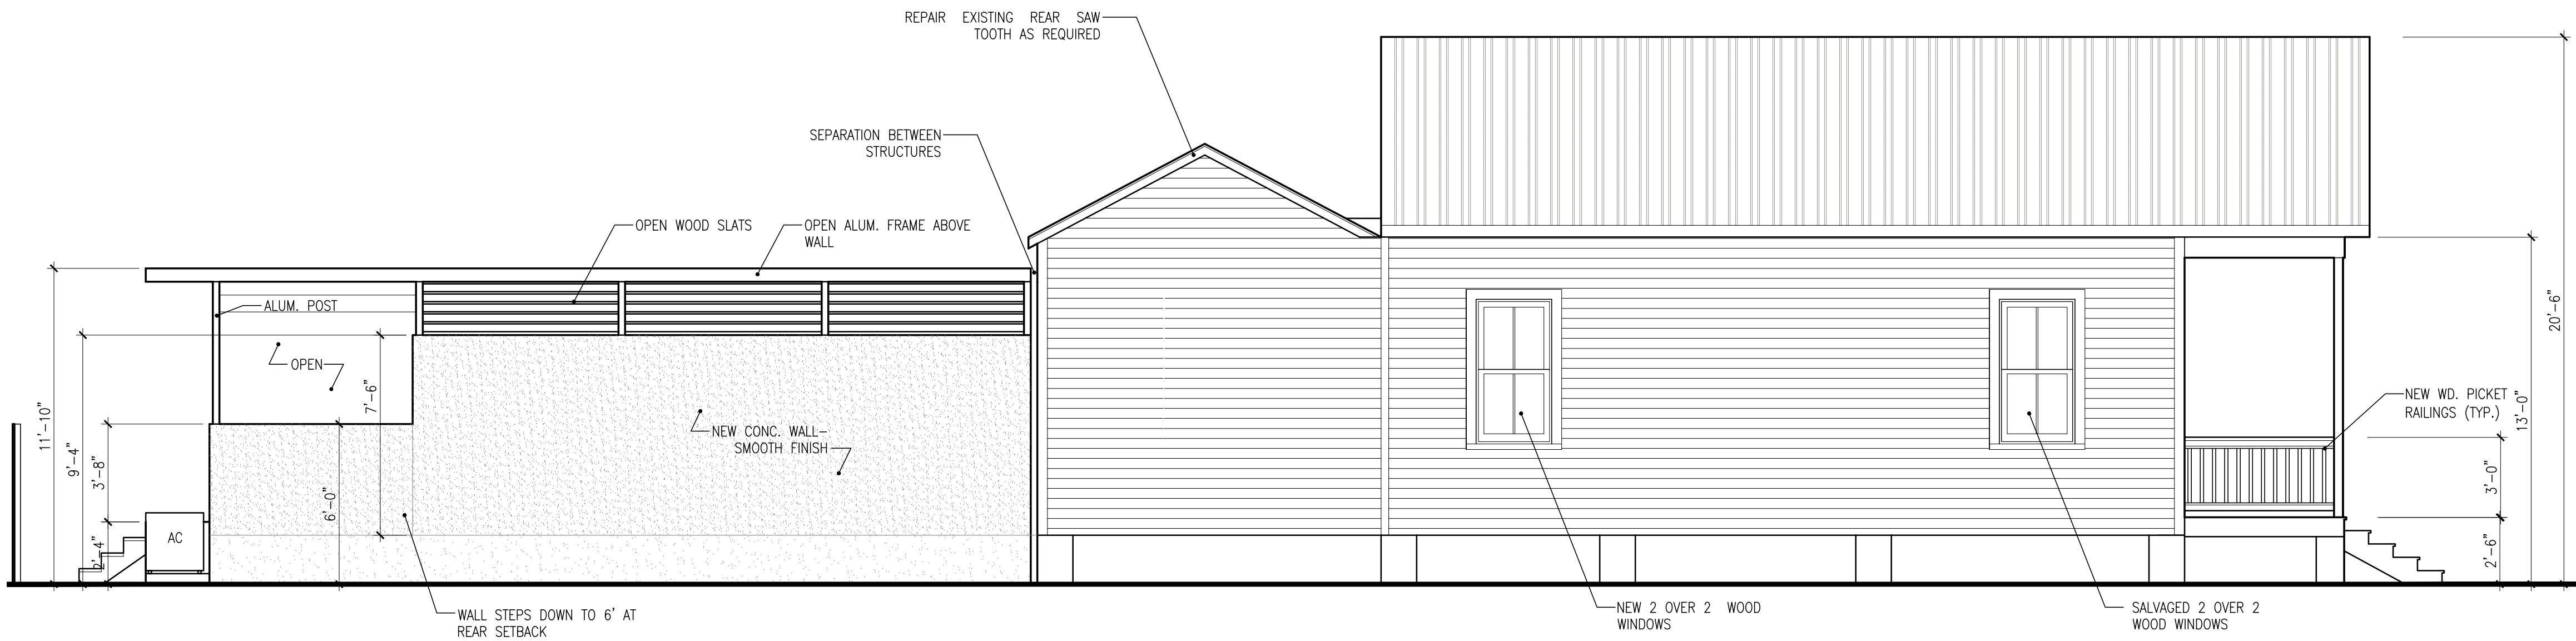 REPAIR EXISTING REAR SAW
TOOTH AS REQUIRED
SEPARATION BETWEEN
STRUCTURES
OPEN WOOD SLATS
OPEN ALUM. FRAME ABOVE
WALL
ALUM. POST
OPEN
NEW CONC. WALL-
SMOOTH FINISH
AC
11'-10"
9'-4"
3'-8"
2'-4"
6'-0"
7'-6"
WALL STEPS DOWN TO 6' AT
REAR SETBACK
NEW 2 OVER 2 WOOD
WINDOWS
SALVAGED 2 OVER 2
WOOD WINDOWS
NEW WD. PICKET
RAILINGS (TYP.)
3'-0"
2'-6"
13'-0"
20'-6"